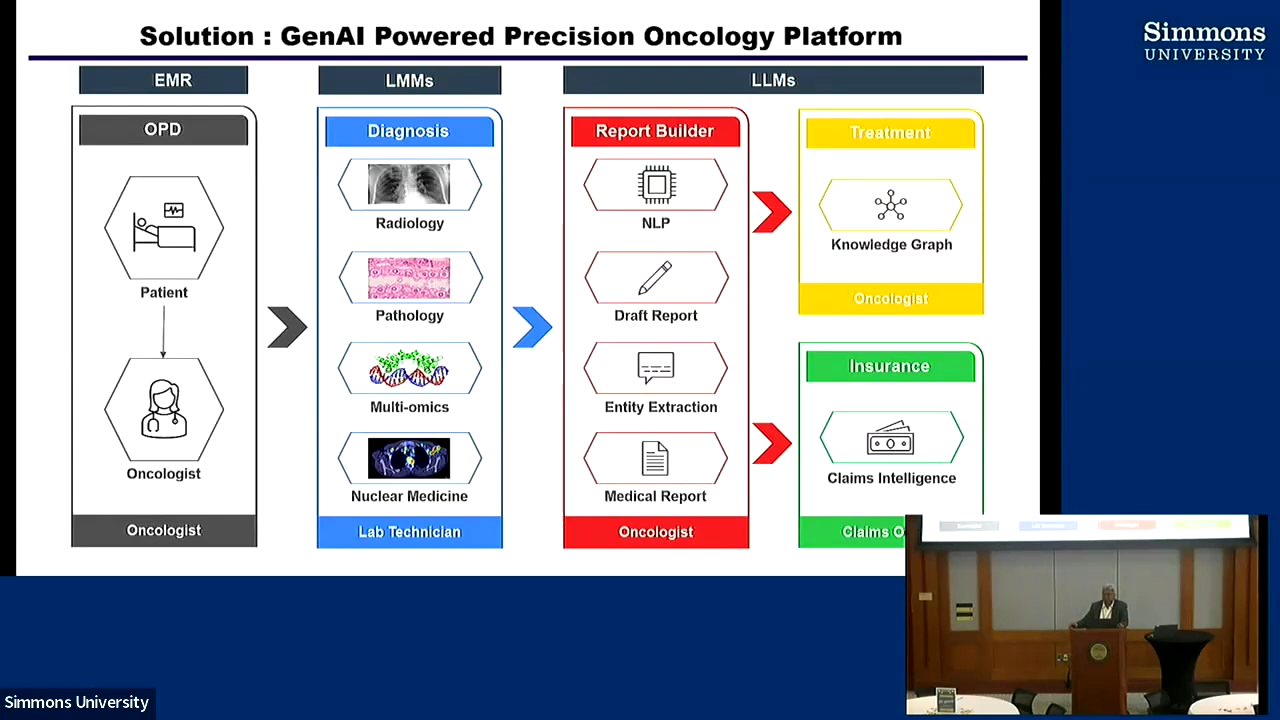 Solution : GenAI Powered Precision Oncology Platform
Simmons
UNIVERSITY
EMR
LMMs
LLMs
OPD
Patient
Oncologist
Oncologist
Diagnosis
Radiology
Pathology
Multi-omics
Nuclear Medicine
Lab Technician
Report Builder
NLP
Draft Report
Entity Extraction
Medical Report
Oncologist
Treatment
Knowledge Graph
Oncologist
Insurance
Claims Intelligence
Claims
Simmons University